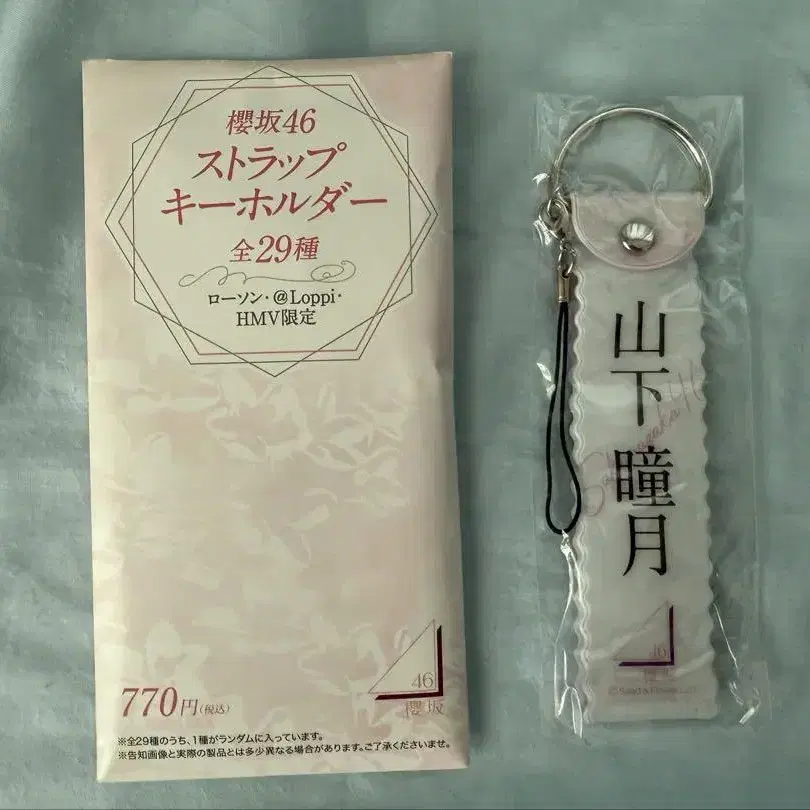 櫻坂46
ストラップ
キーホルダー
全29種
ローソン・@Loppi・
HMV限定
770円(税込)
46
櫻坂
※全29種のうち、1種がランダムに入っています。
※告知画像と実際の製品とは多少異なる場合があります。ご了承くださいませ。
山下 瞳月
46